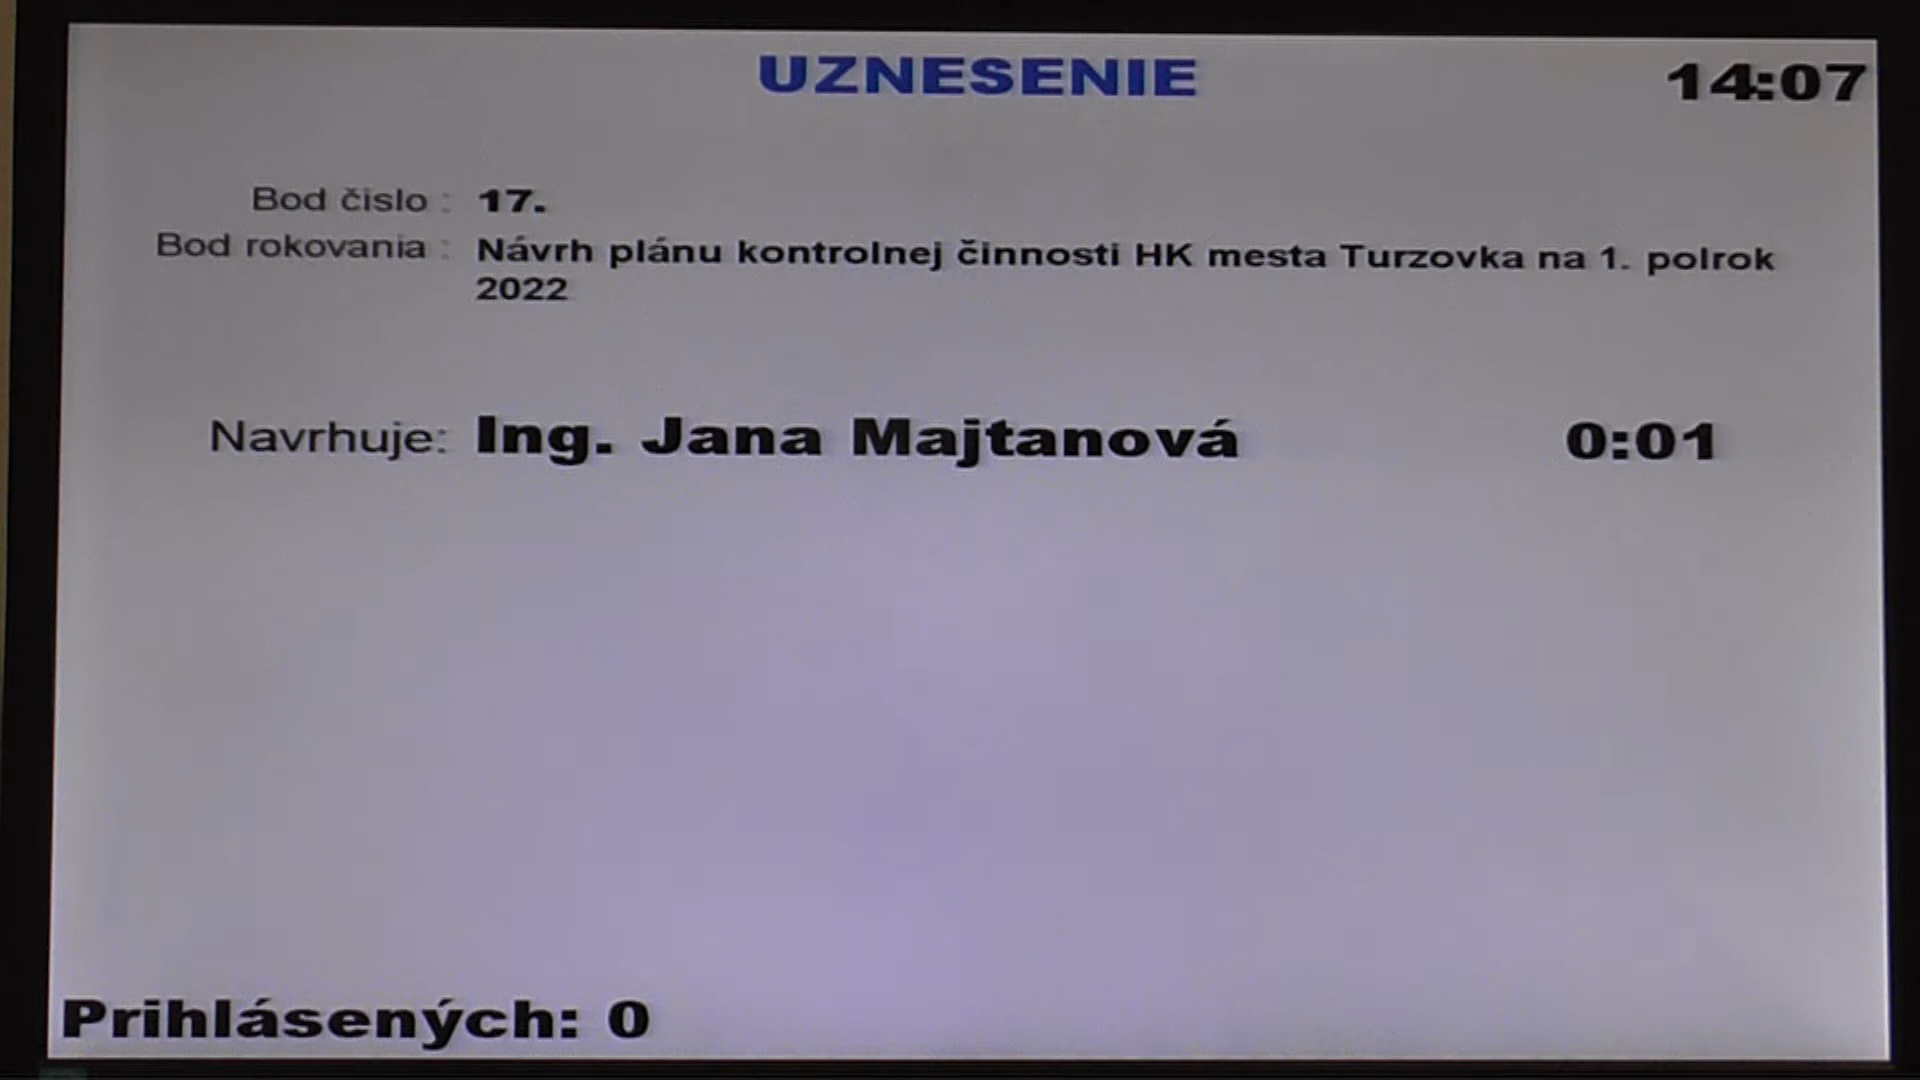 UZNESENIE
14:07
Bod čislo : 17.
Bod rokovania : Návrh plánu kontrolnej činnosti HK mesta Turzovka na 1. polrok
2022
Navrhuje: Ing. Jana Majtanová 0:01
Prihlásených: 0